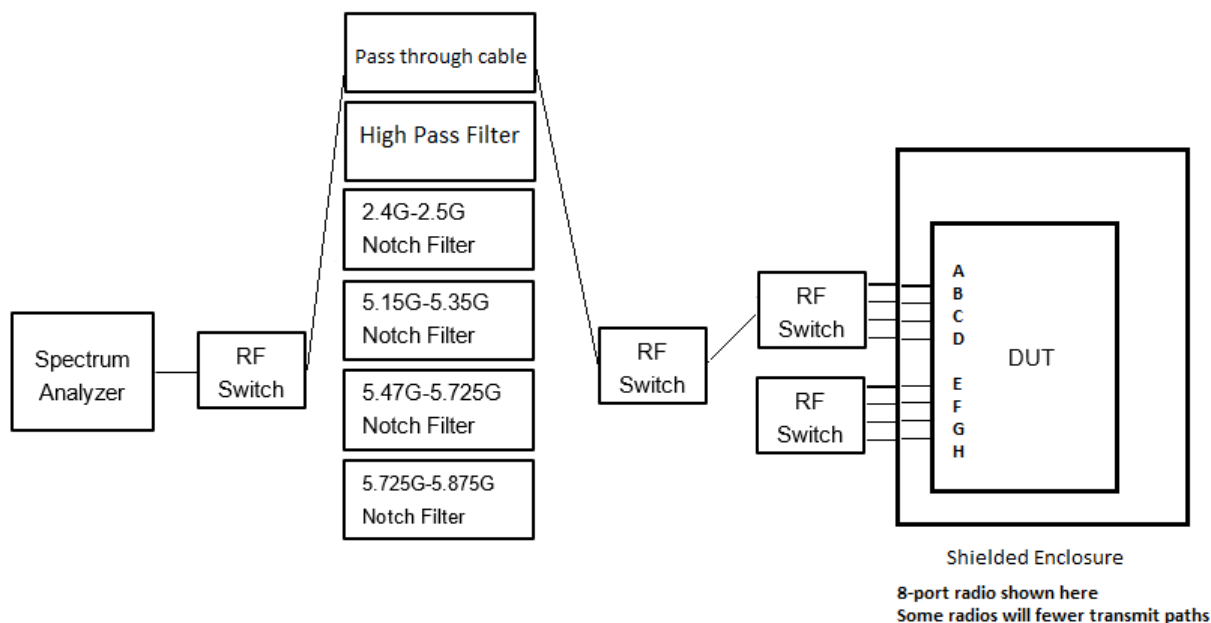 Pass through cable
High Pass Filter
2.4G-2.5G
Notch Filter
5.15G-5.35G
Notch Filter
5.47G-5.725G
Notch Filter
5.725G-5.875G
Notch Filter
Spectrum
Analyzer
RF
Switch
RF
Switch
RF
Switch
RF
Switch
A
B
C
D
E
F
G
H
DUT
Shielded Enclosure
8-port radio shown here
Some radios will fewer transmit paths